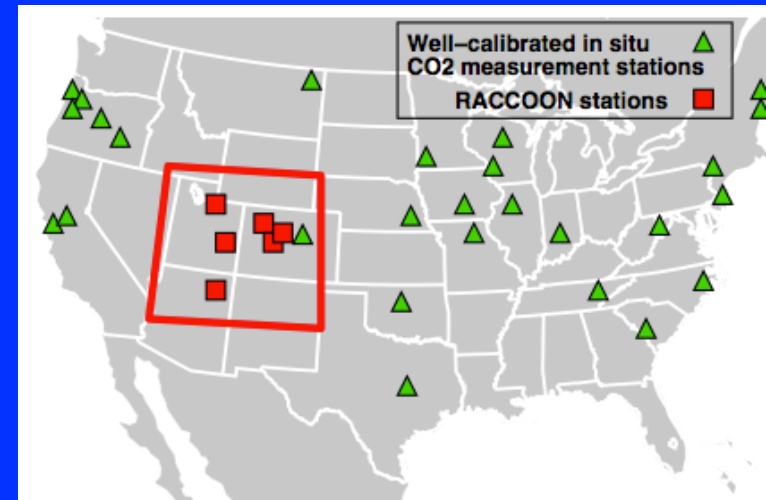 Well–calibrated in situ
CO2 measurement stations
RACCOON stations